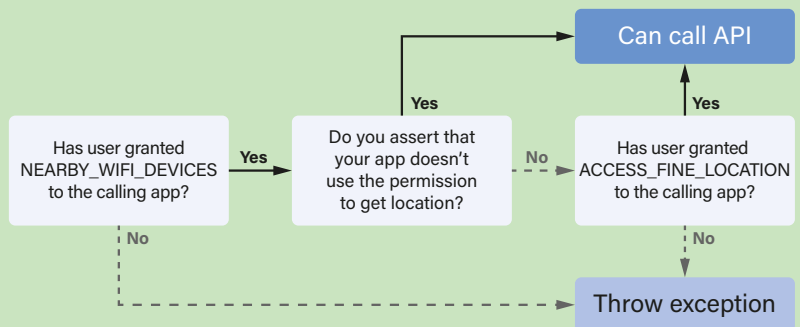 Can call API
Yes
Yes
Has user granted
NEARBY_WIFI_DEVICES
to the calling app?
Yes
Do you assert that
your app doesn't
use the permission
to get location?
No
Has user granted
ACCESS_FINE_LOCATION
to the calling app?
No
No
Throw exception